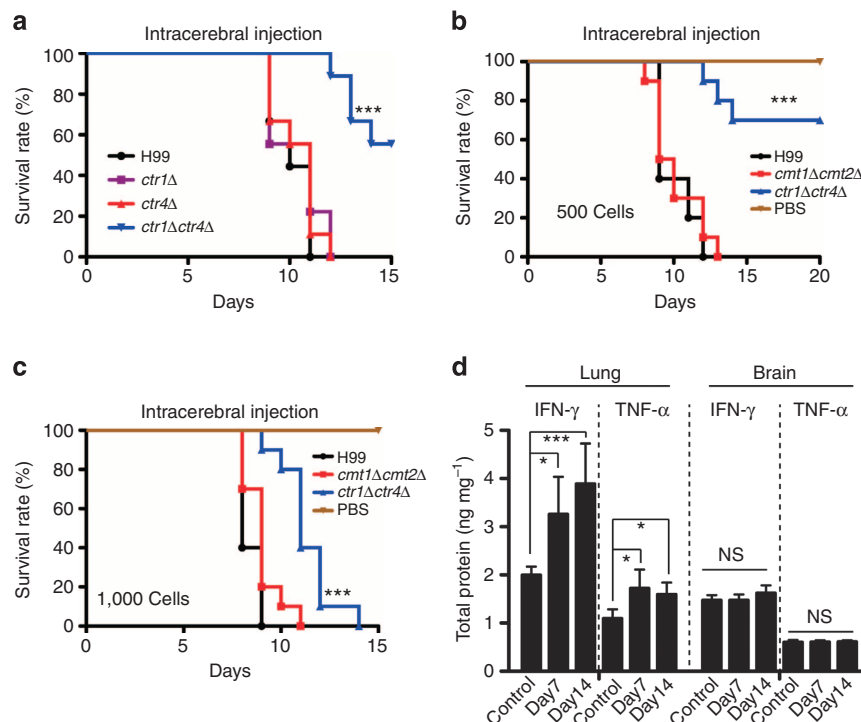 a
Intracerebral injection
Survival rate (%)
100
80
60
40
20
0
***
H99
ctr1Δ
ctr4Δ
ctr1Δctr4Δ
0 5 10 15
Days
b
Intracerebral injection
Survival rate (%)
100
80
60
40
20
0
***
H99
cmt1Δcmt2Δ
ctr1Δctr4Δ
PBS
500 Cells
0 5 10 15 20
Days
c
Intracerebral injection
Survival rate (%)
100
80
60
40
20
0
H99
cmt1Δcmt2Δ
ctr1Δctr4Δ
PBS
***
1,000 Cells
0 5 10 15
Days
d
Lung Brain
IFN-γ TNF-α IFN-γ TNF-α
Total protein (ng mg⁻¹)
5
4
3
2
1
0
***
*
*
*
NS
NS
Control Day7 Day14 Control Day7 Day14 Control Day7 Day14 Control Day7 Day14